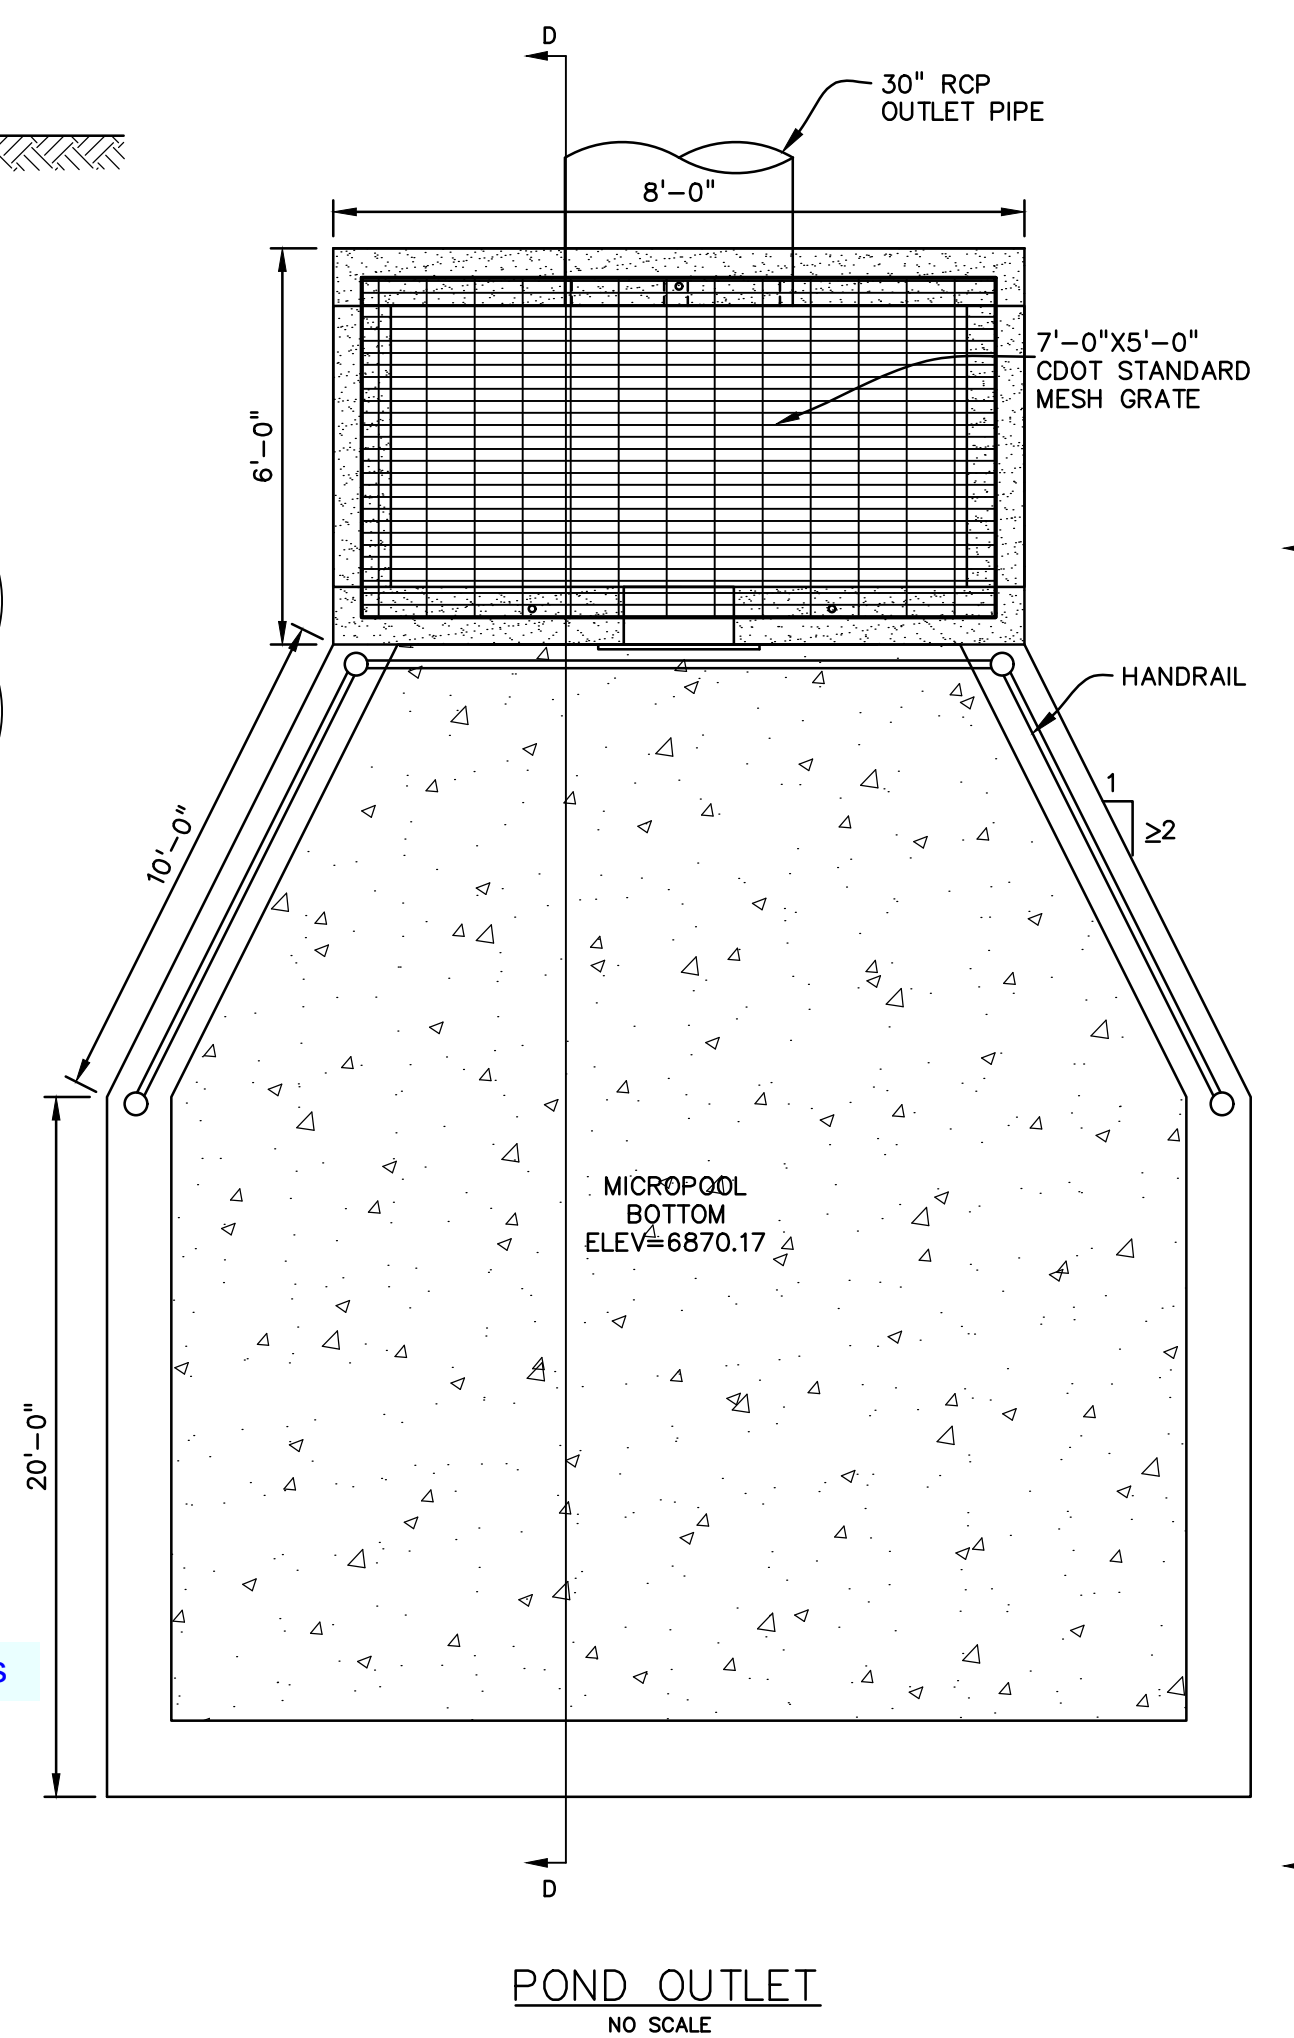 D
30" RCP
OUTLET PIPE
8'-0"
7'-0"X5'-0"
CDOT STANDARD
MESH GRATE
6'-0"
HANDRAIL
1
≥2
10'-0"
MICROPOOL
BOTTOM
ELEV=6870.17
20'-0"
S
D
POND OUTLET
NO SCALE